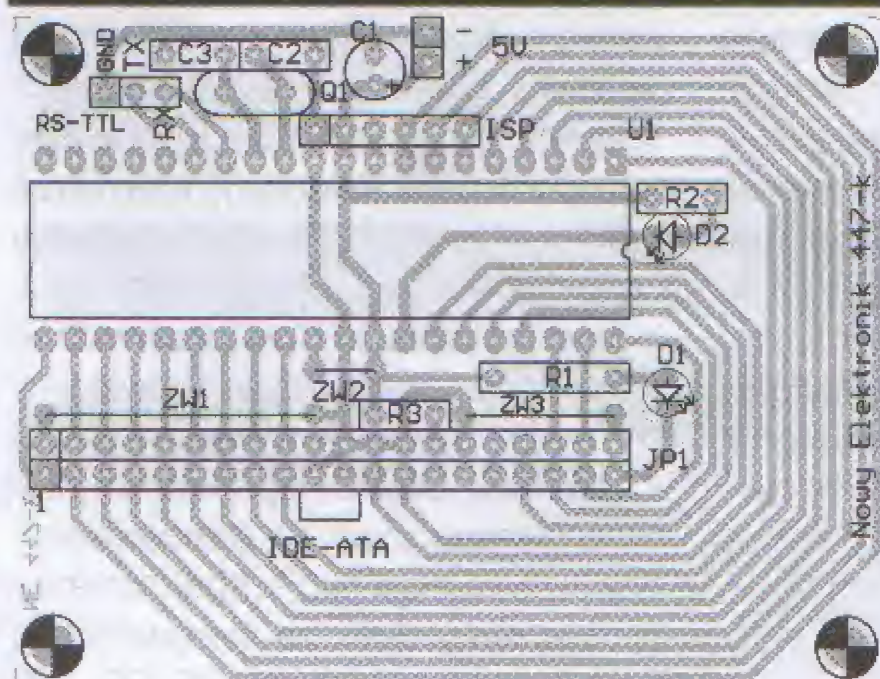 GND
TX
C3
C2
C1
-
+
5V
+
Q1
RS-TTL
RX
ISP
U1
R2
D2
D1
R1
ZW1
ZW2
R3
ZW3
JP1
1
IDE-ATA
Nowy Elektronik 447-k